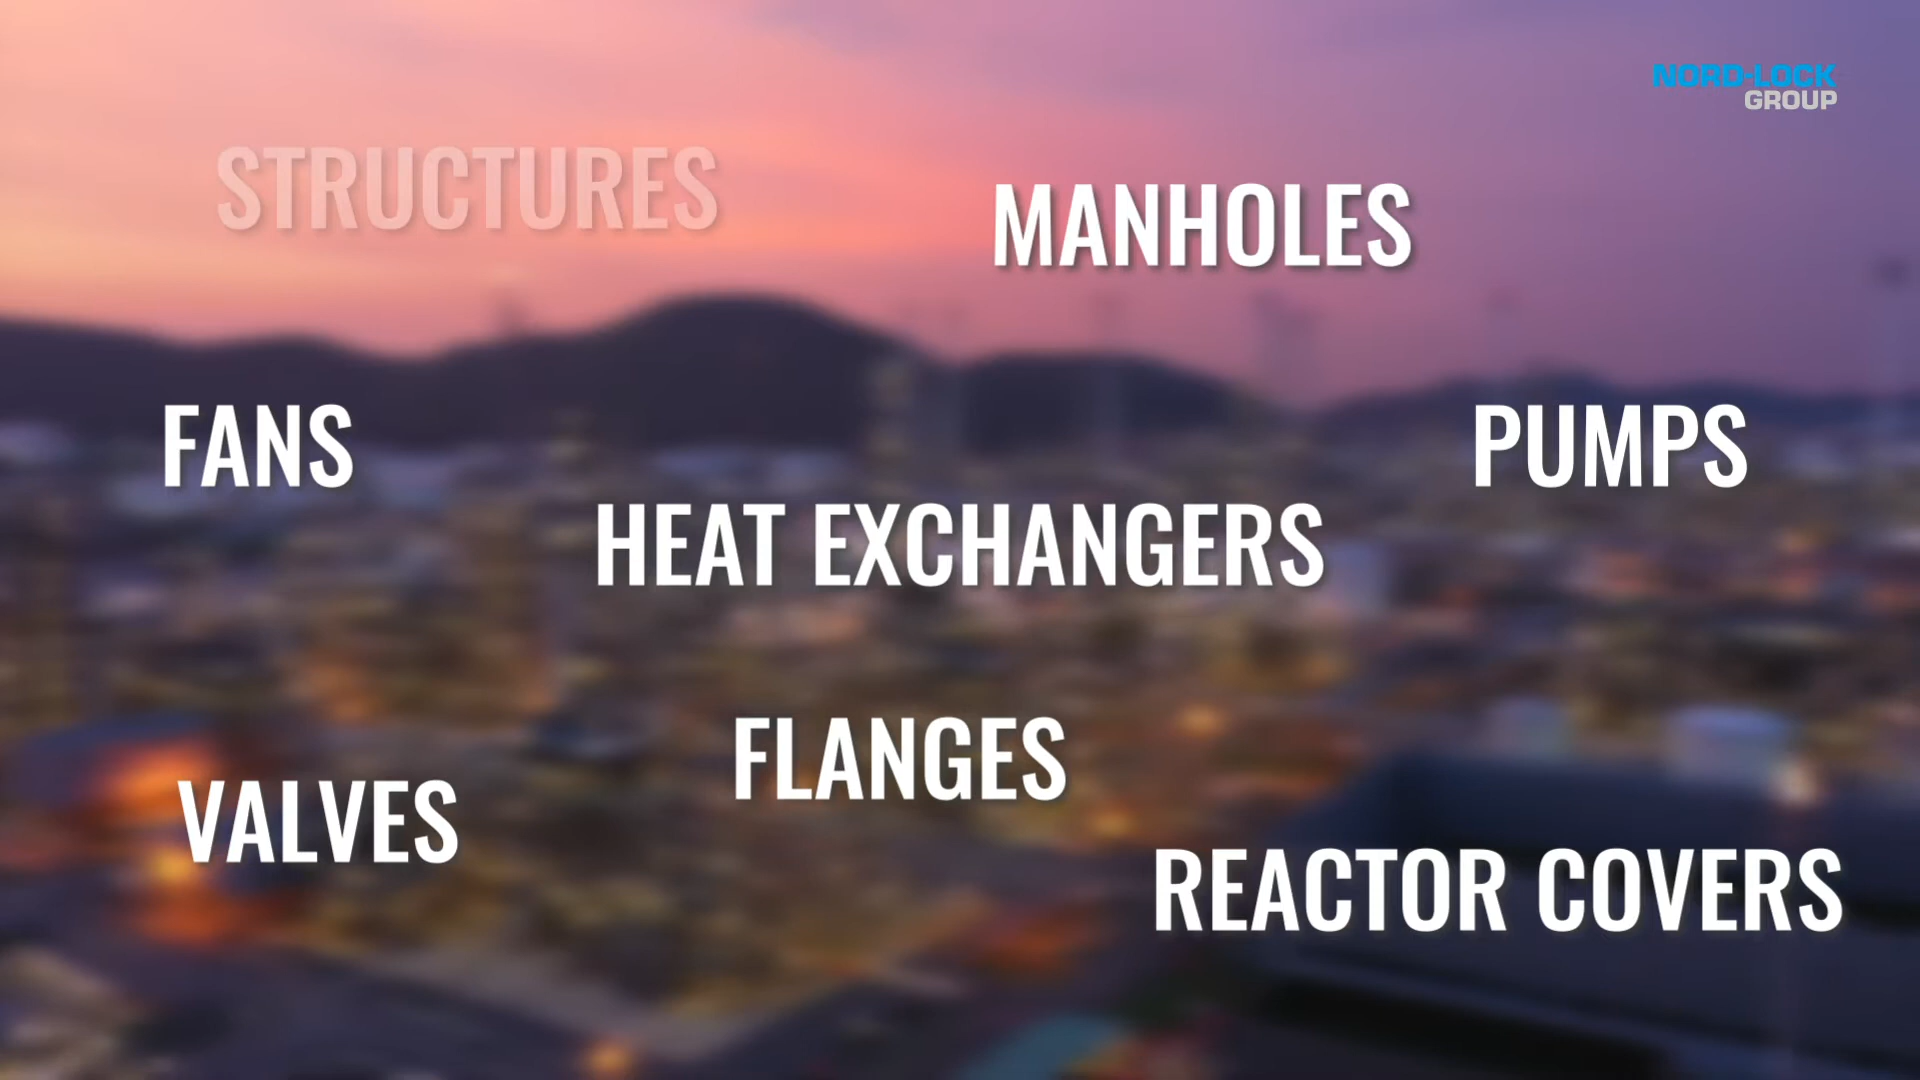 NORD-LOCK
GROUP
STRUCTURES
MANHOLES
FANS
PUMPS
HEAT EXCHANGERS
FLANGES
VALVES
REACTOR COVERS